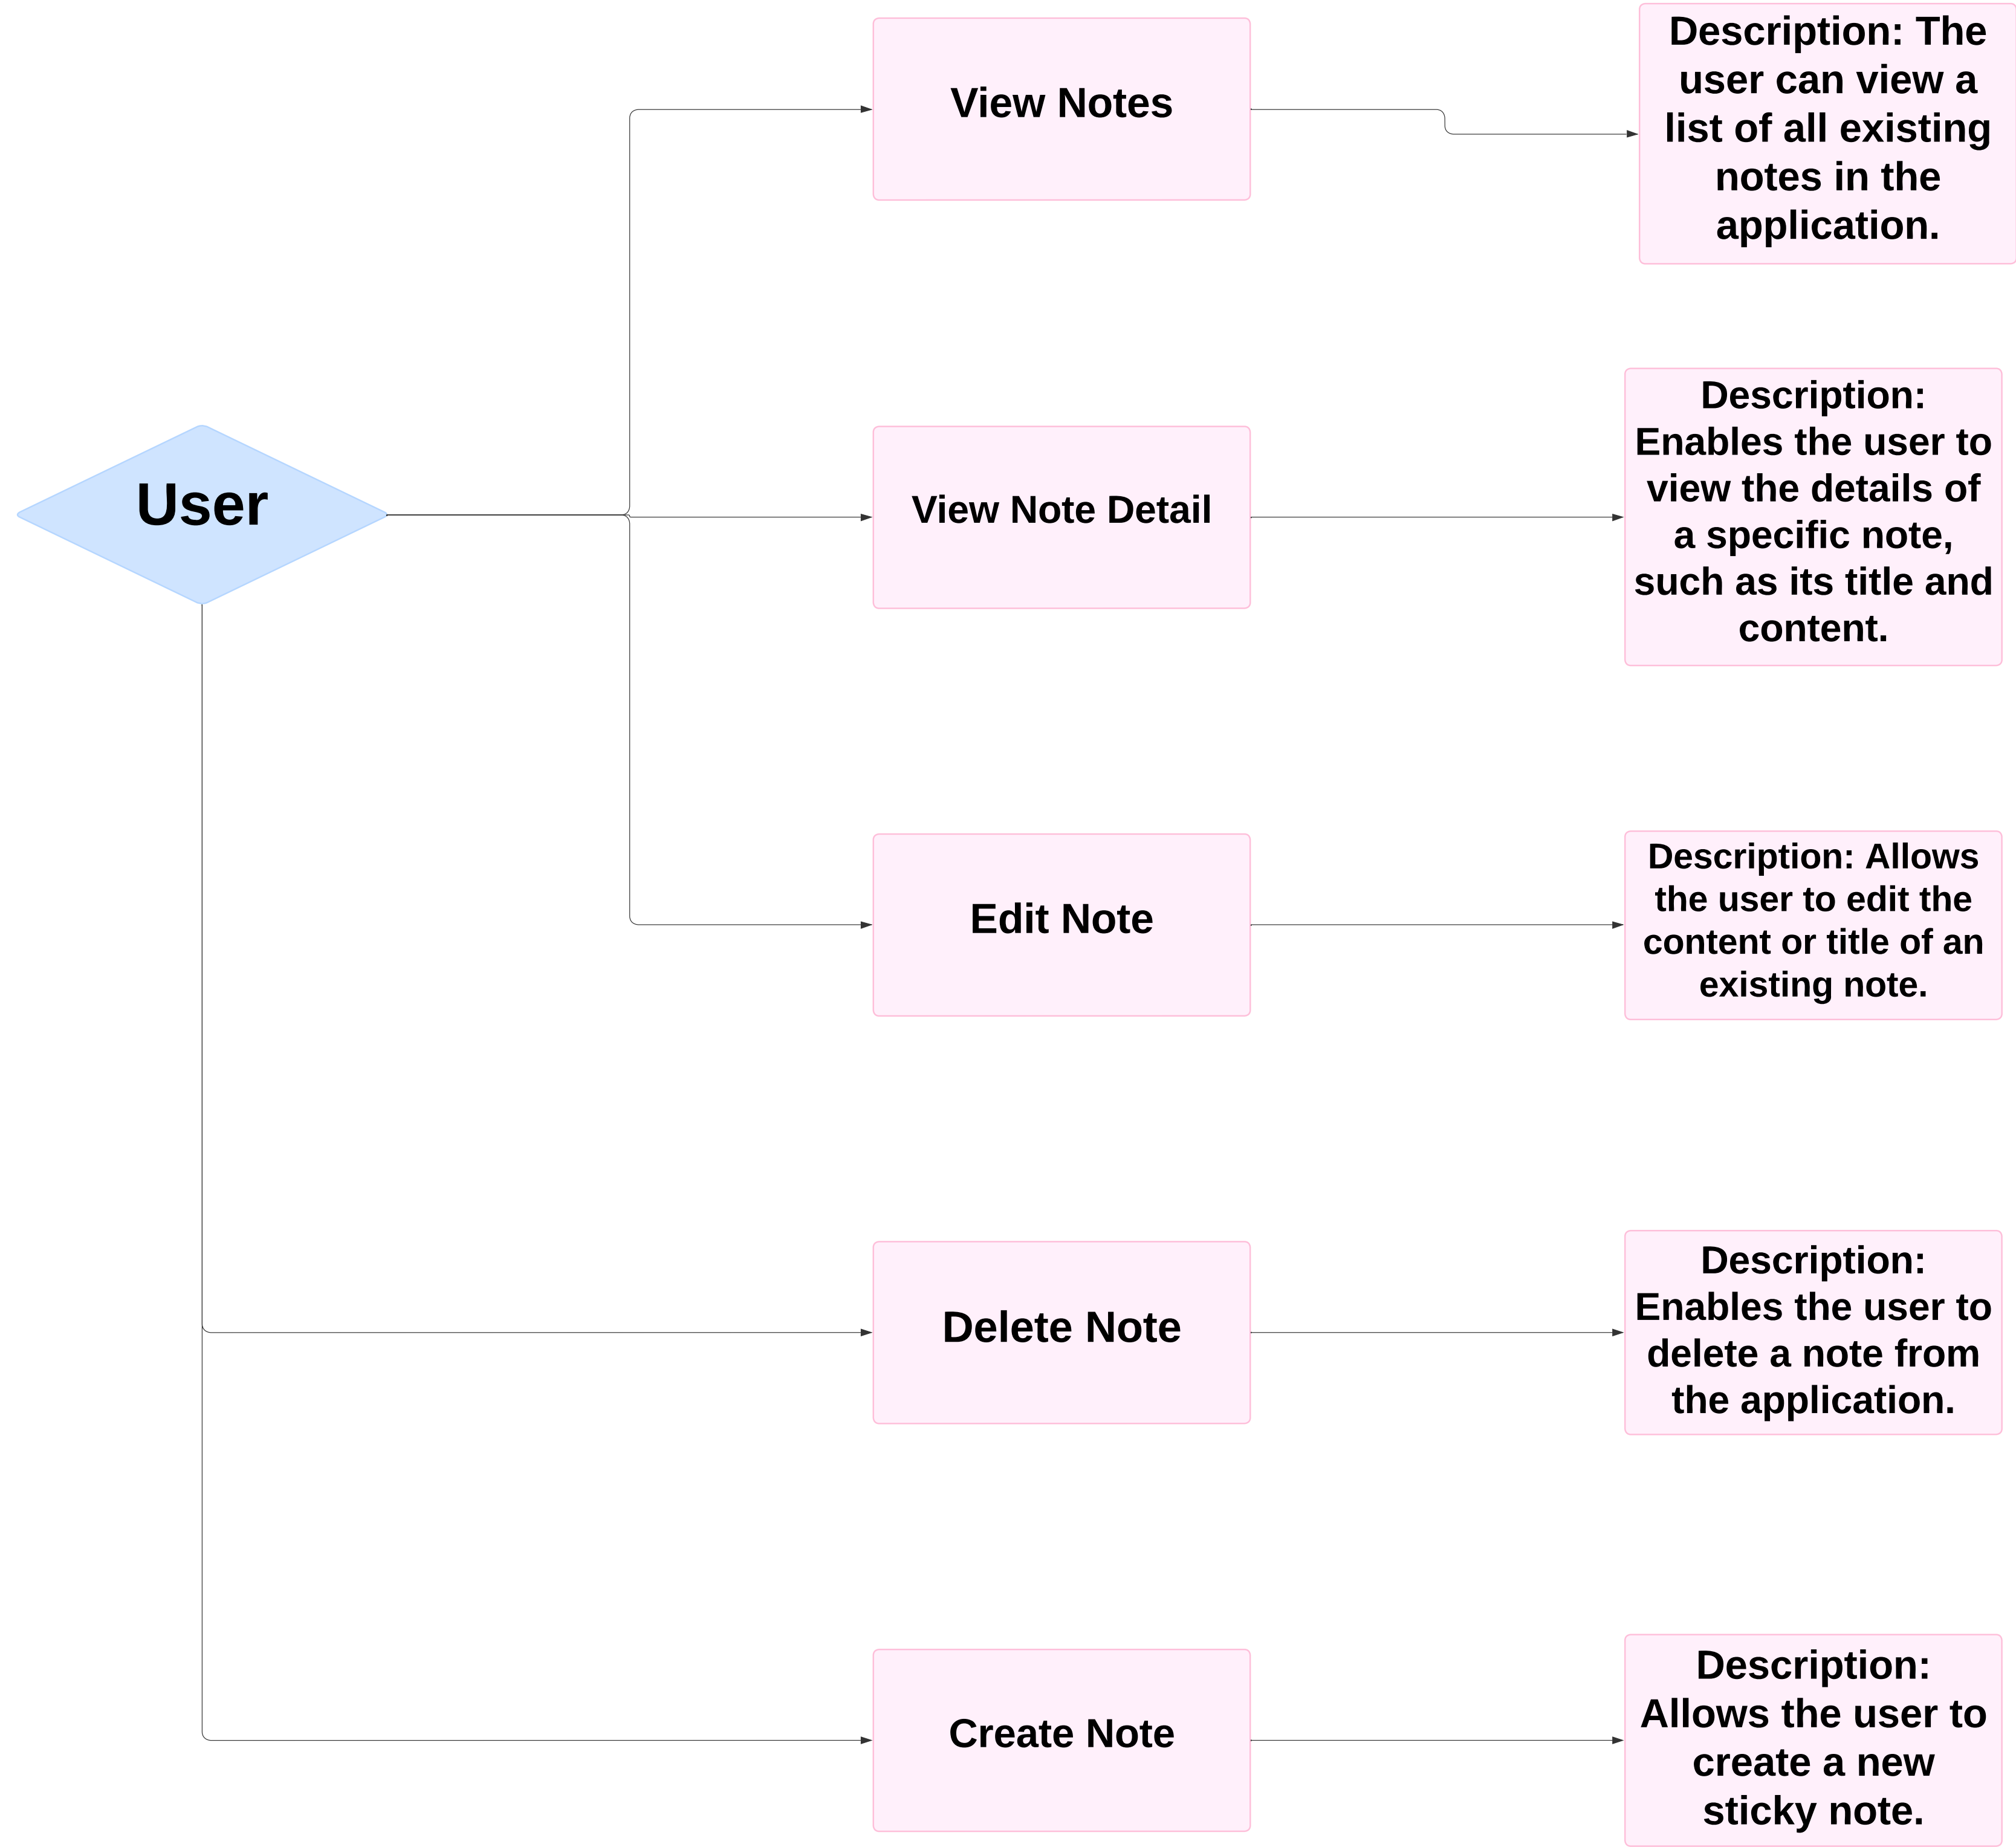 User
View Notes
Description: The
user can view a
list of all existing
notes in the
application.
View Note Detail
Description:
Enables the user to
view the details of
a specific note,
such as its title and
content.
Edit Note
Description: Allows
the user to edit the
content or title of an
existing note.
Delete Note
Description:
Enables the user to
delete a note from
the application.
Create Note
Description:
Allows the user to
create a new
sticky note.